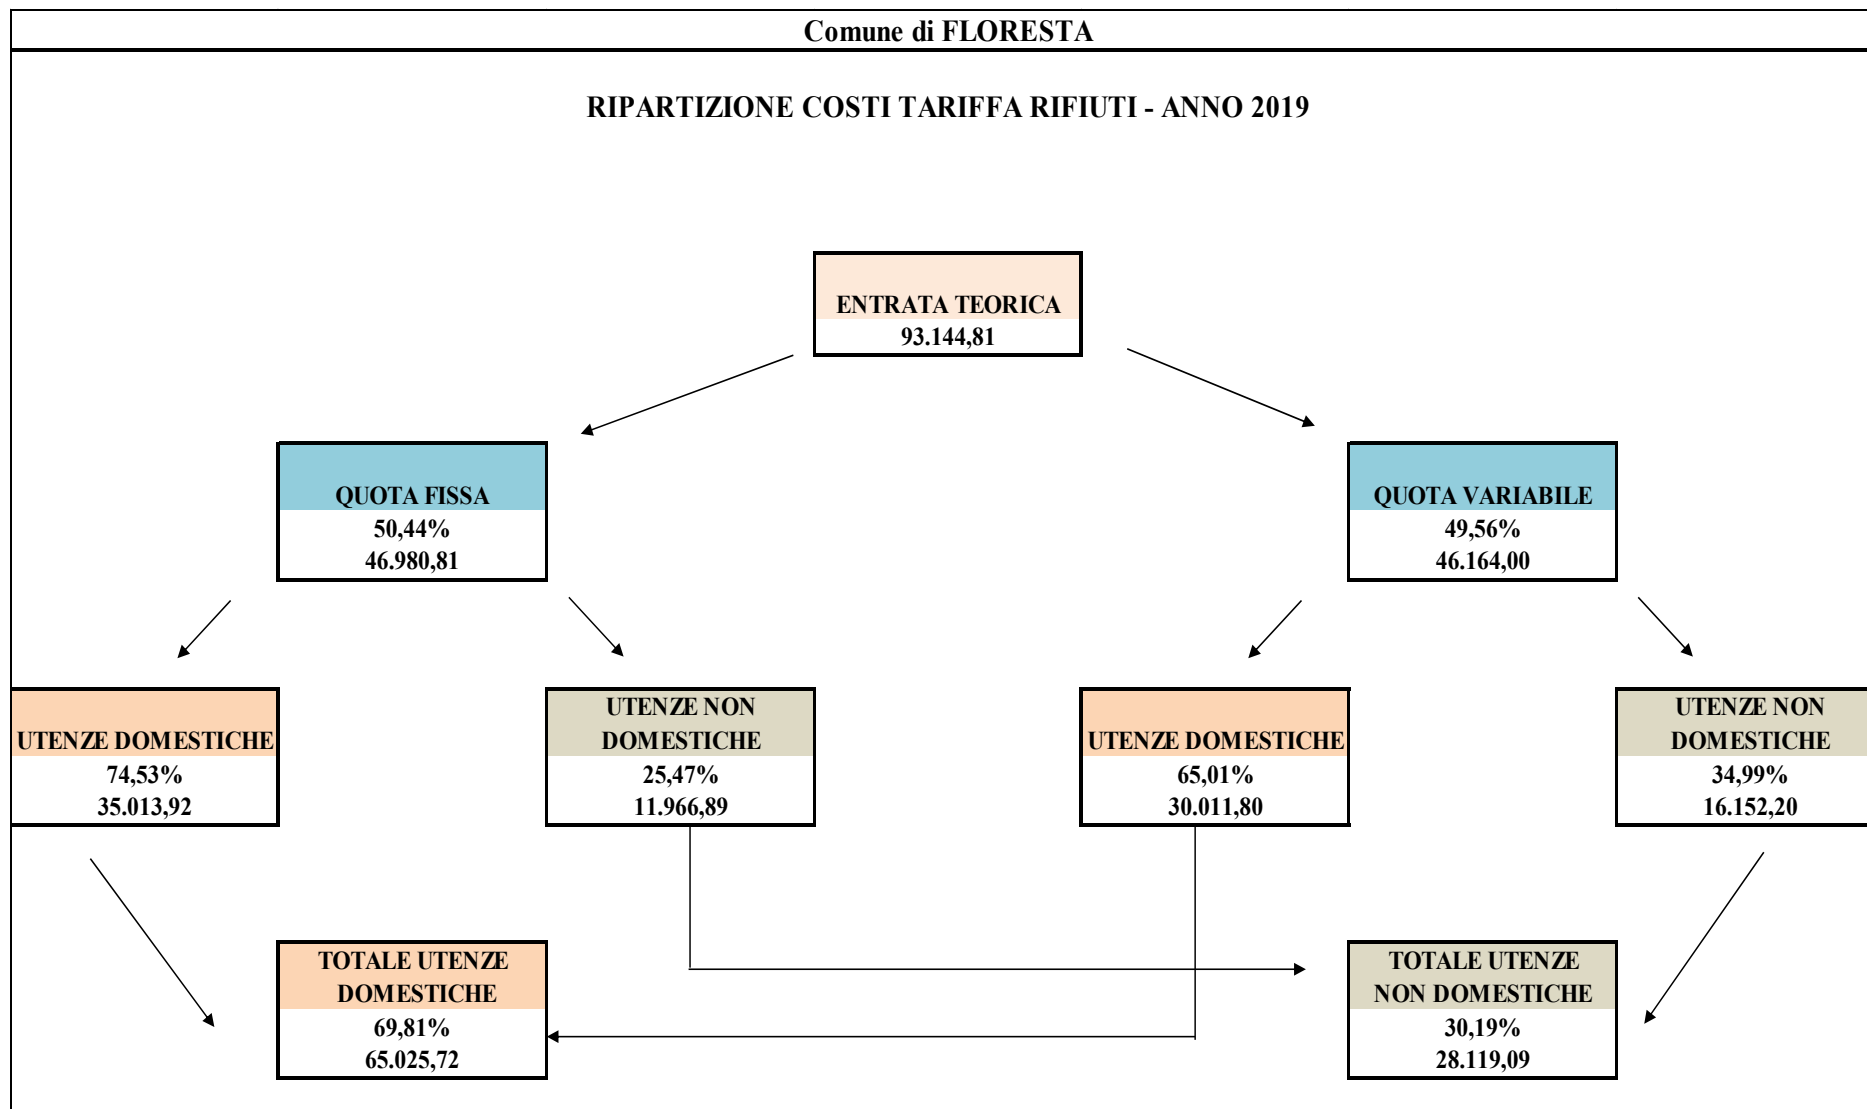 Comune di FLORESTA
RIPARTIZIONE COSTI TARIFFA RIFIUTI - ANNO 2019
ENTRATA TEORICA
93.144,81
QUOTA FISSA
50,44%
46.980,81
QUOTA VARIABILE
49,56%
46.164,00
UTENZE DOMESTICHE
74,53%
35.013,92
UTENZE NON
DOMESTICHE
25,47%
11.966,89
UTENZE DOMESTICHE
65,01%
30.011,80
UTENZE NON
DOMESTICHE
34,99%
16.152,20
TOTALE UTENZE
DOMESTICHE
69,81%
65.025,72
TOTALE UTENZE
NON DOMESTICHE
30,19%
28.119,09